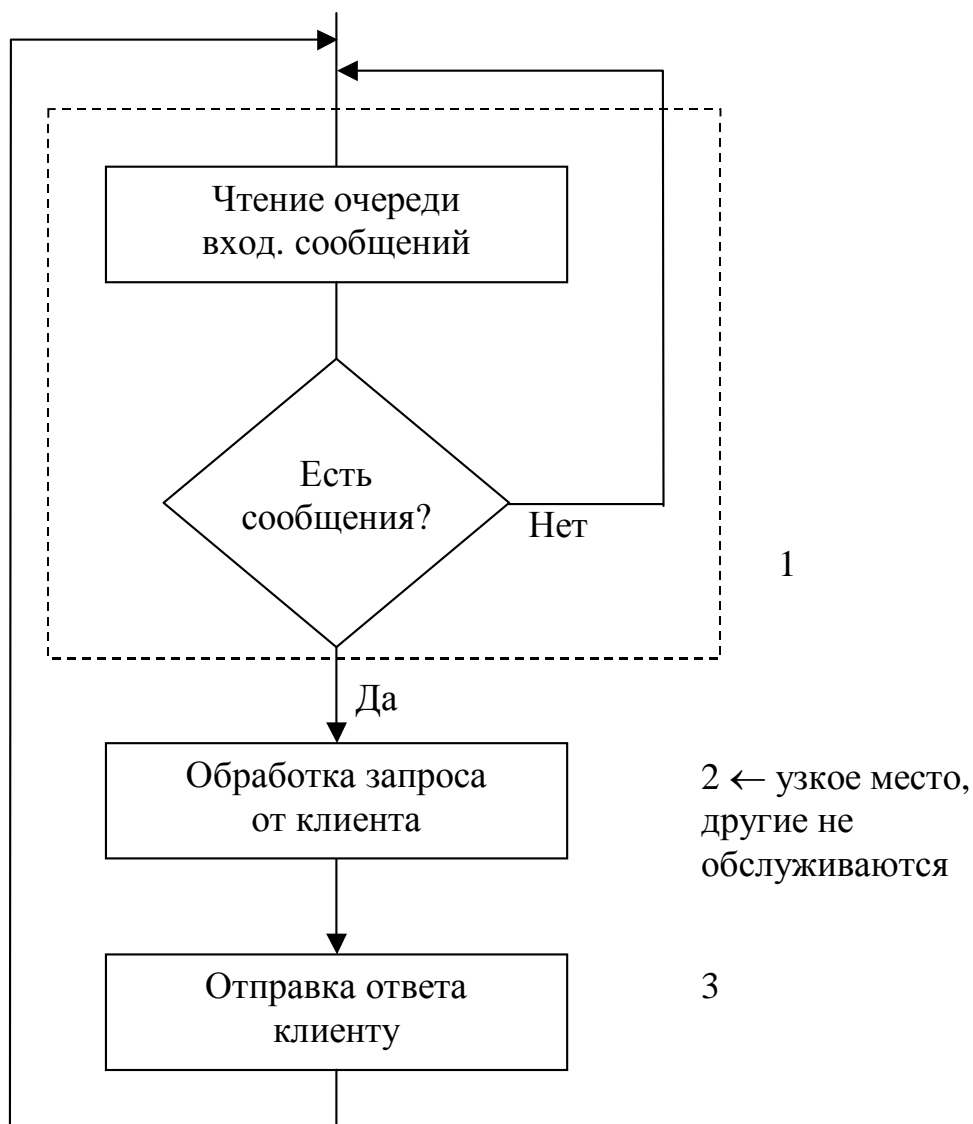 Чтение очереди
вход. сообщений
Есть
сообщения?
Нет
1
Да
Обработка запроса
от клиента
2 ← узкое место,
другие не
обслуживаются
Отправка ответа
клиенту
3